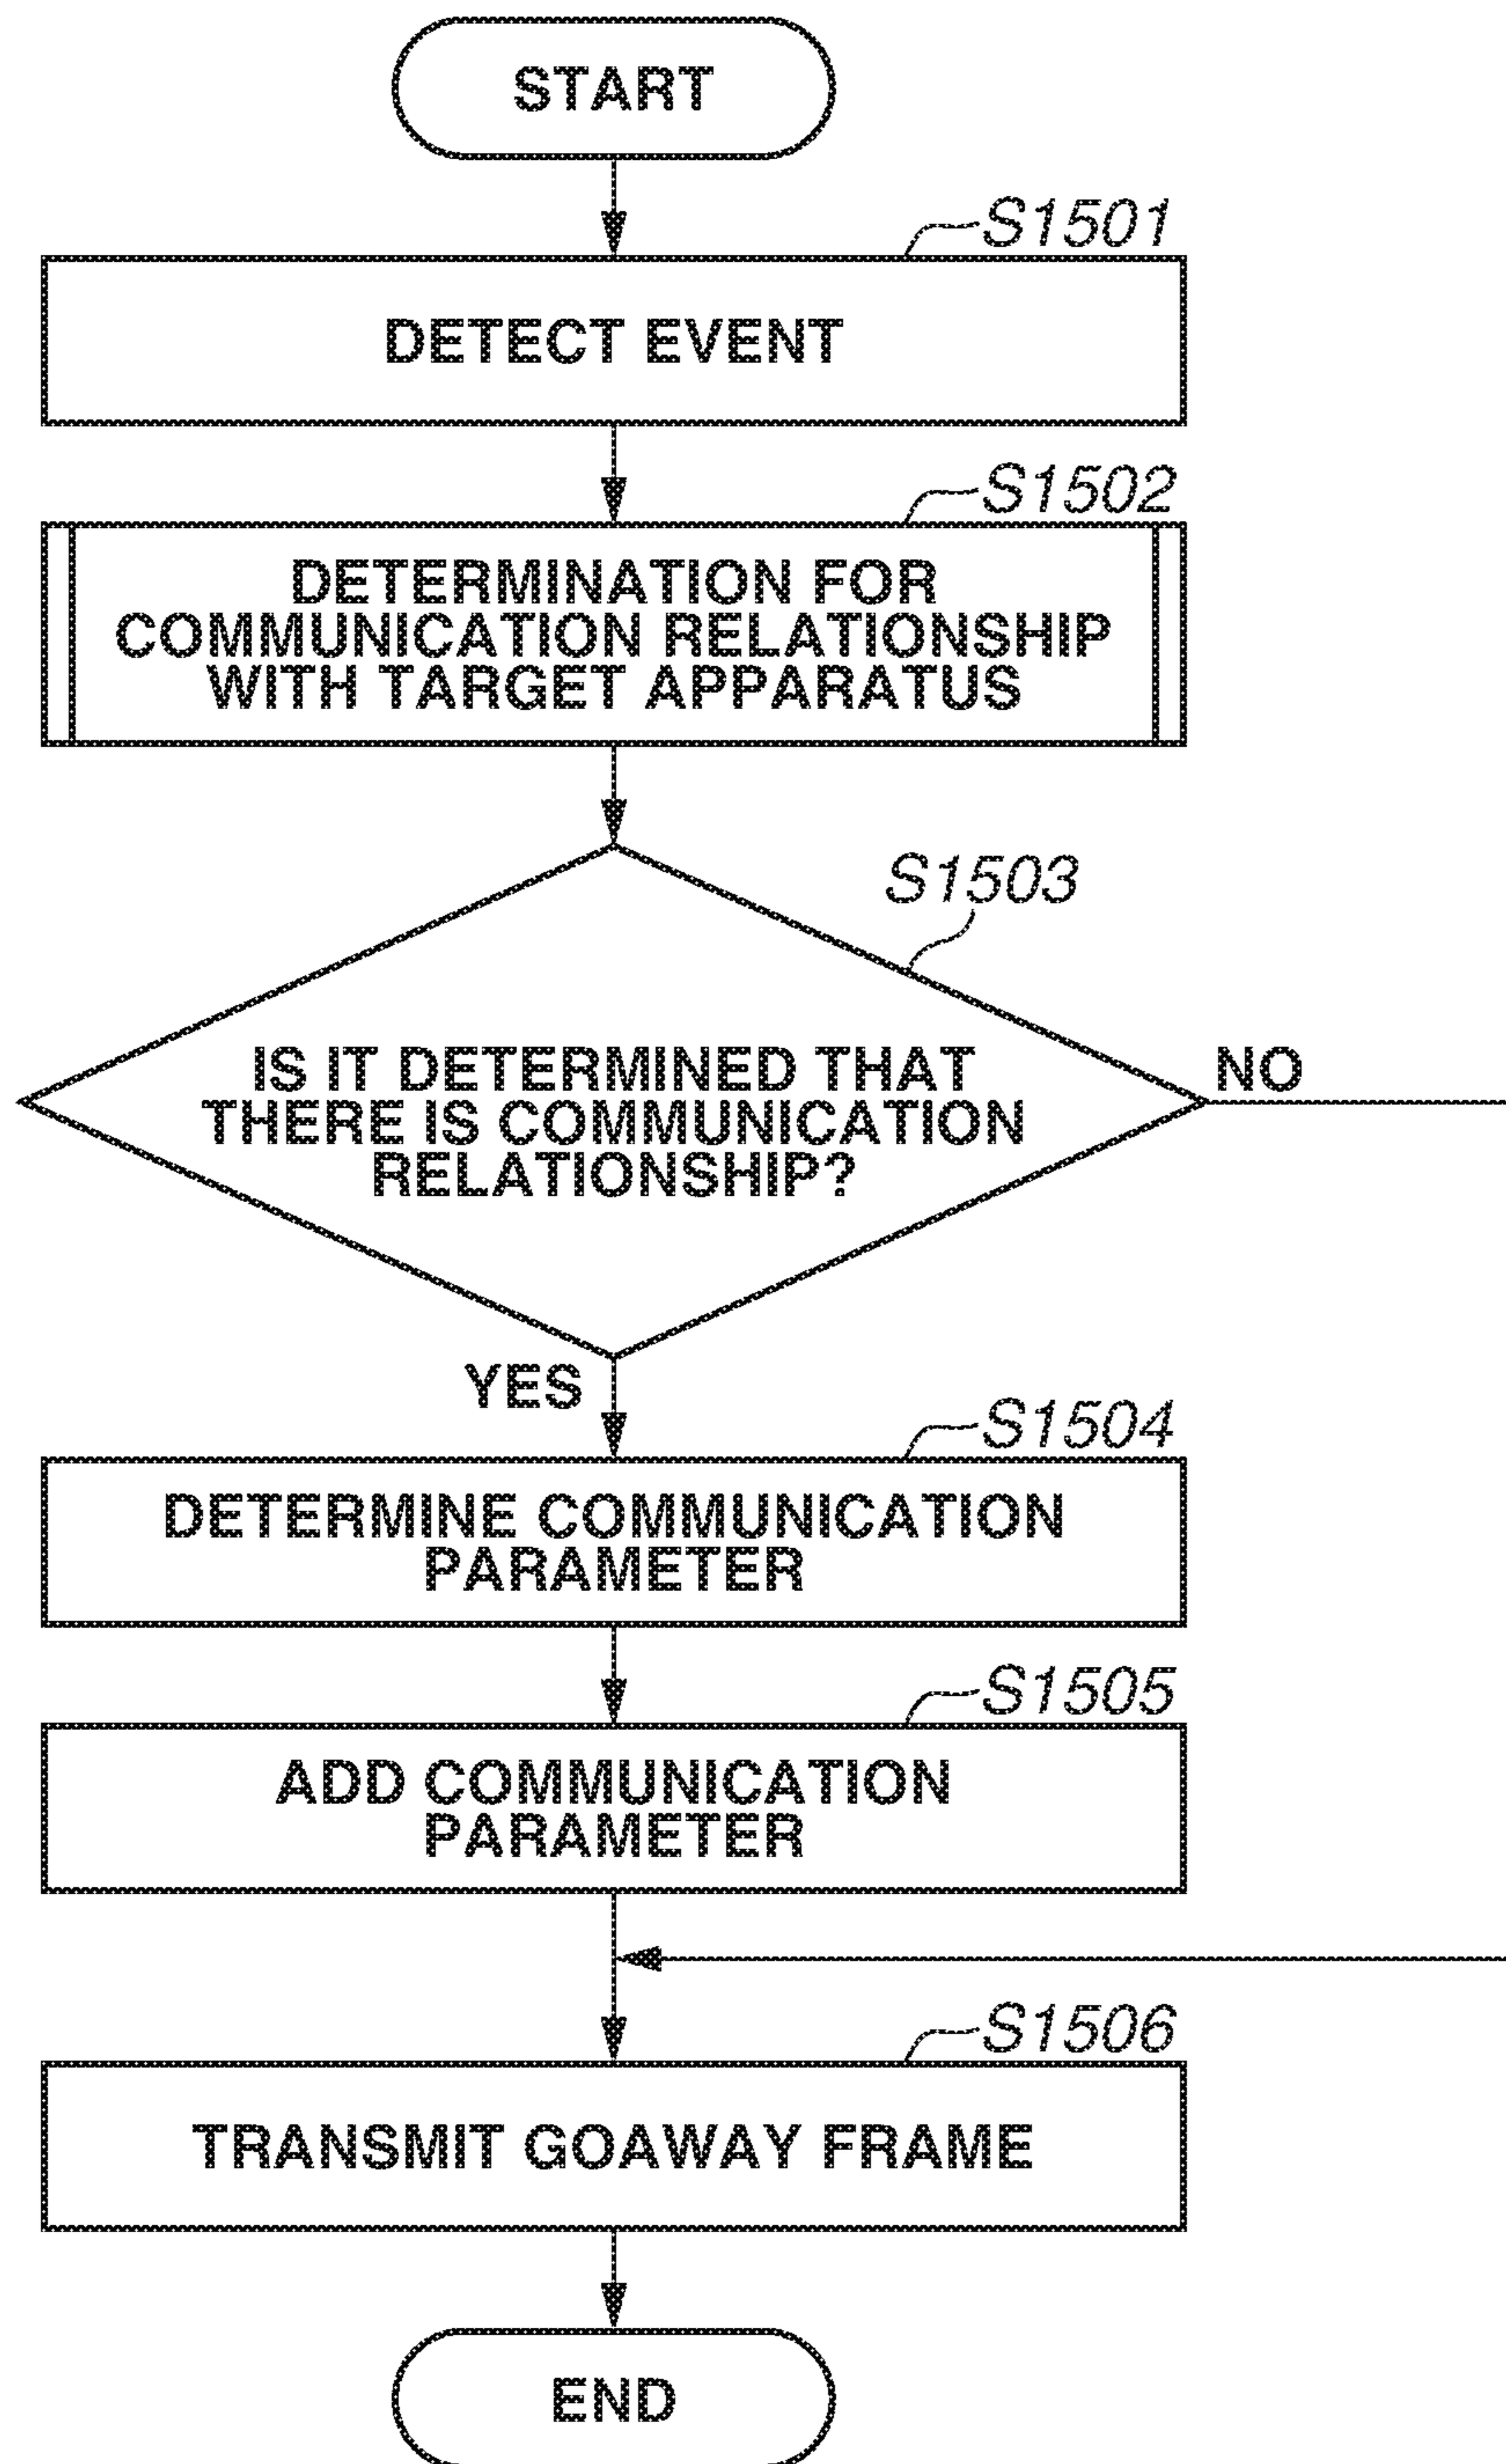 START
S1501
DETECT EVENT
S1502
DETERMINATION FOR
COMMUNICATION RELATIONSHIP
WITH TARGET APPARATUS
S1503
IS IT DETERMINED THAT
THERE IS COMMUNICATION
RELATIONSHIP?
NO
YES
S1504
DETERMINE COMMUNICATION
PARAMETER
S1505
ADD COMMUNICATION
PARAMETER
S1506
TRANSMIT GOAWAY FRAME
END